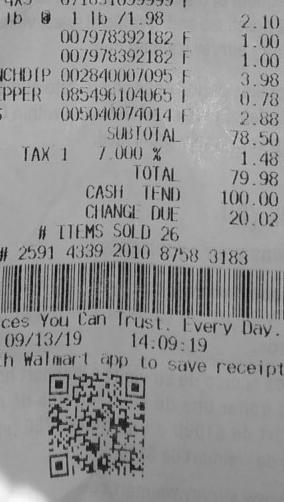 lb @ 1 lb /1.98 2.10
007978392182 F 1.00
007978392182 F 1.00
NCHDIP 002840007095 F 3.98
EPPER 085496104065 I 0.78
S 005040074014 F 2.88
SUBTOTAL 78.50
TAX 1 7.000 % 1.48
TOTAL 79.98
CASH TEND 100.00
CHANGE DUE 20.02
# ITEMS SOLD 26
# 2591 4339 2010 8758 3183
ces You Can Trust. Every Day.
09/13/19 14:09:19
th Walmart app to save receipt